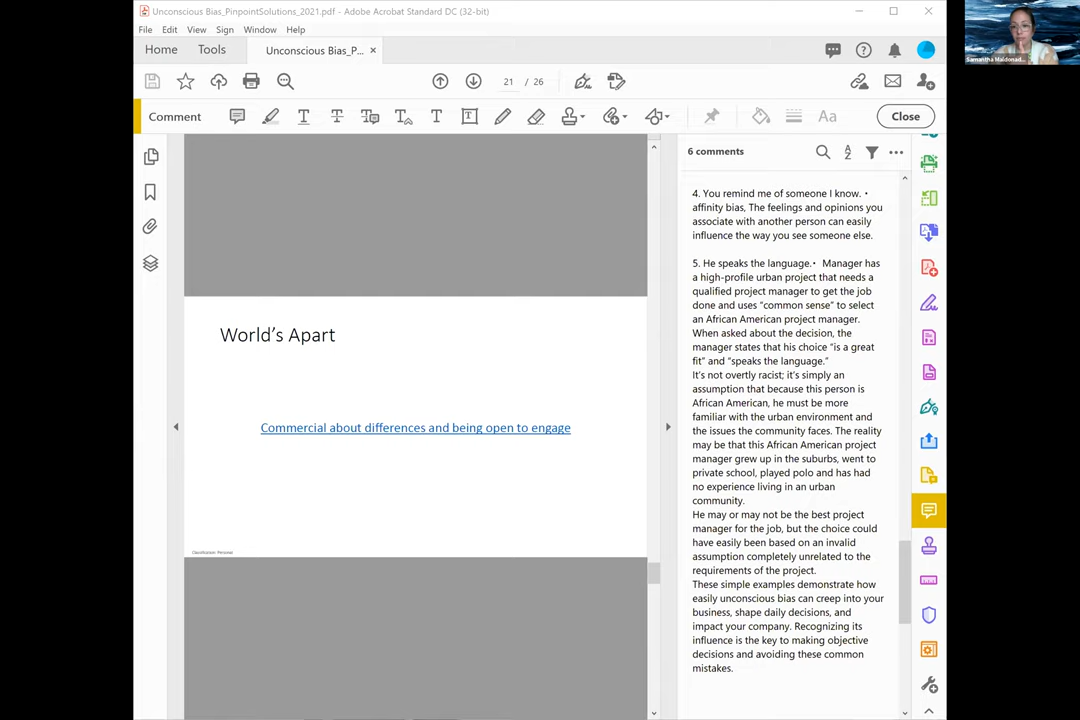 Unconscious Bias_PinpointSolutions_2021.pdf - Adobe Acrobat Standard DC (32-bit)
File Edit View Sign Window Help
Home Tools Unconscious Bias_P... ×
21 / 26
Comment
Close
6 comments
4. You remind me of someone I know. •
affinity bias, The feelings and opinions you
associate with another person can easily
influence the way you see someone else.
5. He speaks the language. • Manager has
a high-profile urban project that needs a
qualified project manager to get the job
done and uses “common sense” to select
an African American project manager.
When asked about the decision, the
manager states that his choice “is a great
fit” and “speaks the language.”
It's not overtly racist; it's simply an
assumption that because this person is
African American, he must be more
familiar with the urban environment and
the issues the community faces. The reality
may be that this African American project
manager grew up in the suburbs, went to
private school, played polo and has had
no experience living in an urban
community.
He may or may not be the best project
manager for the job, but the choice could
have easily been based on an invalid
assumption completely unrelated to the
requirements of the project.
These simple examples demonstrate how
easily unconscious bias can creep into your
business, shape daily decisions, and
impact your company. Recognizing its
influence is the key to making objective
decisions and avoiding these common
mistakes.
World’s Apart
Commercial about differences and being open to engage
Classification: Personal
Samantha Maldonad...